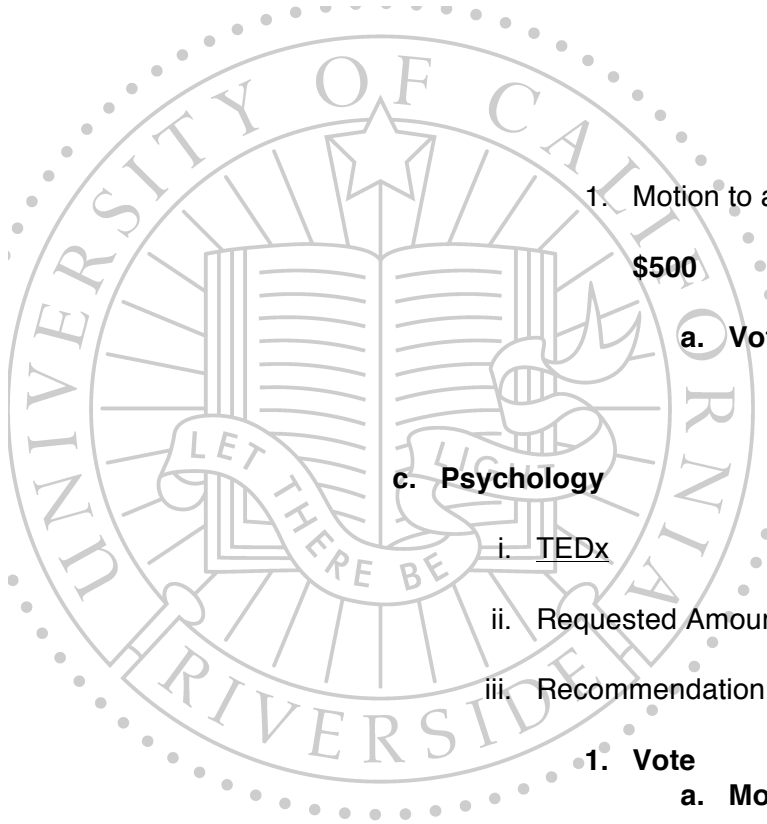 UNIVERSITY OF CALIFORNIA
1. Motion to a
$500
a. Vot
LET THERE BE LIGHT
c. Psychology
i. TEDx
ii. Requested Amou
iii. Recommendation
RIVERSIDE
1. Vote
a. Mo